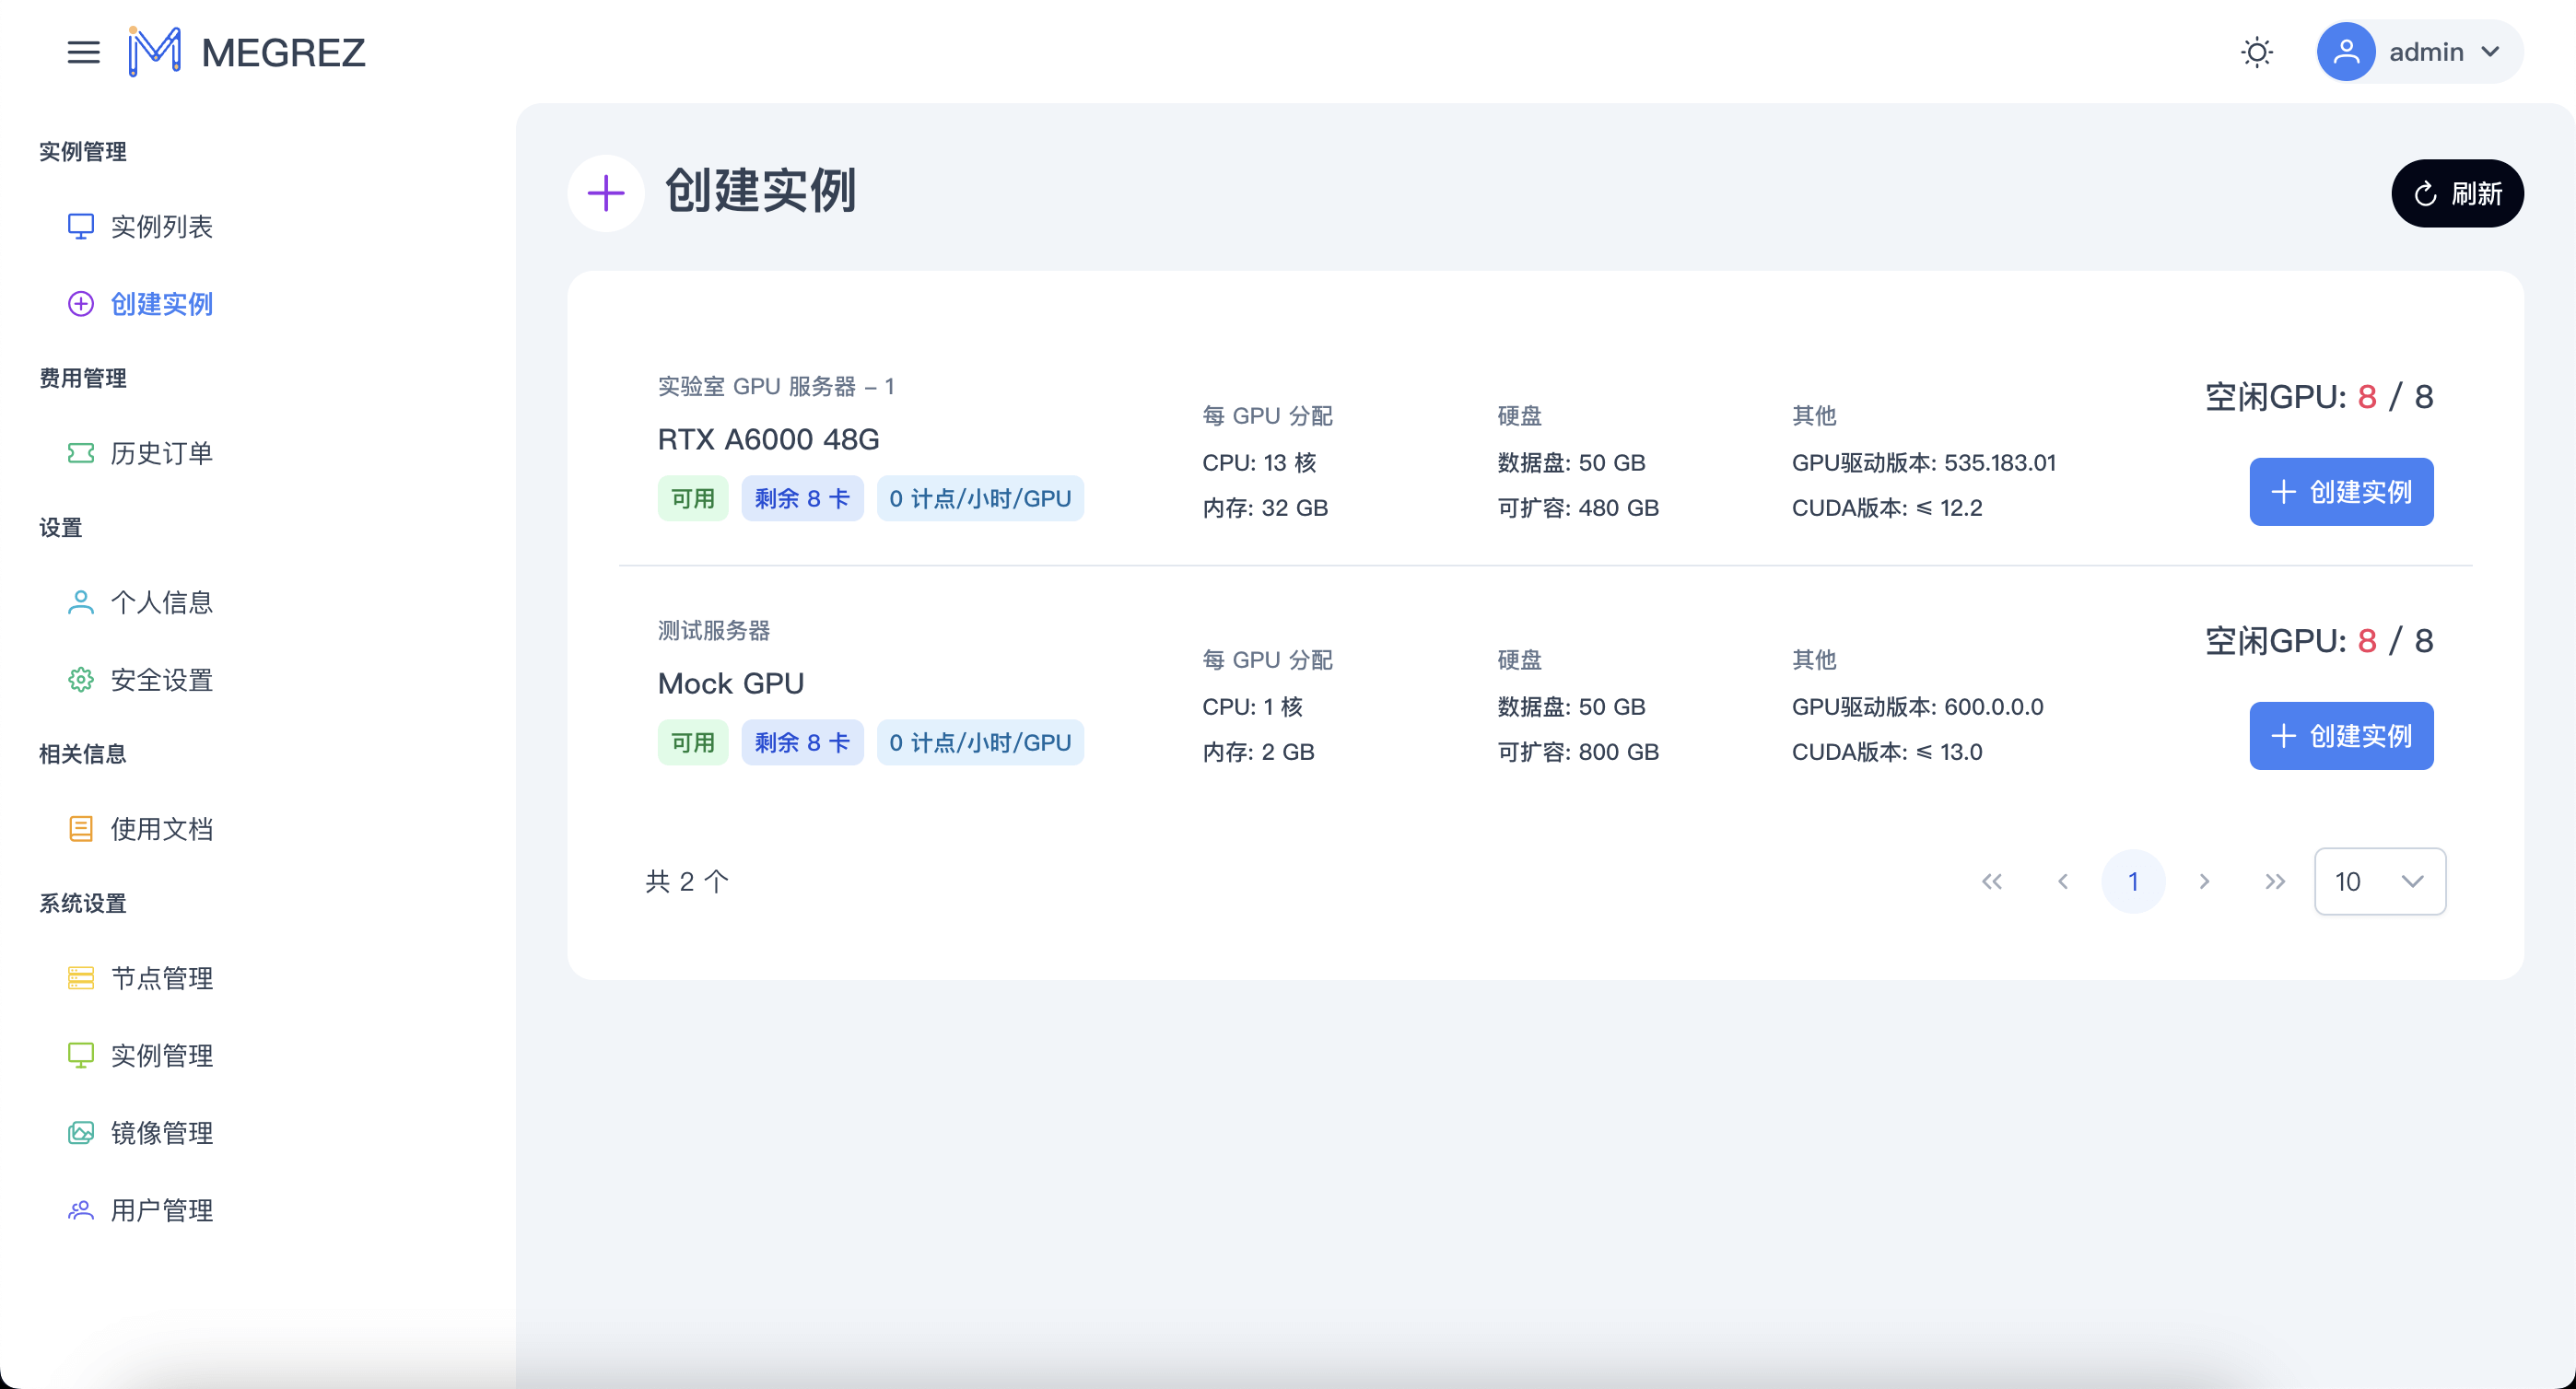 MEGREZ
admin
实例管理
实例列表
创建实例
费用管理
历史订单
设置
个人信息
安全设置
相关信息
使用文档
系统设置
节点管理
实例管理
镜像管理
用户管理
创建实例
刷新
实验室 GPU 服务器 – 1
RTX A6000 48G
可用 剩余 8 卡 0 计点/小时/GPU
每 GPU 分配
CPU: 13 核
内存: 32 GB
硬盘
数据盘: 50 GB
可扩容: 480 GB
其他
GPU驱动版本: 535.183.01
CUDA版本: ≤ 12.2
空闲GPU: 8 / 8
创建实例
测试服务器
Mock GPU
可用 剩余 8 卡 0 计点/小时/GPU
每 GPU 分配
CPU: 1 核
内存: 2 GB
硬盘
数据盘: 50 GB
可扩容: 800 GB
其他
GPU驱动版本: 600.0.0.0
CUDA版本: ≤ 13.0
空闲GPU: 8 / 8
创建实例
共 2 个
1
10